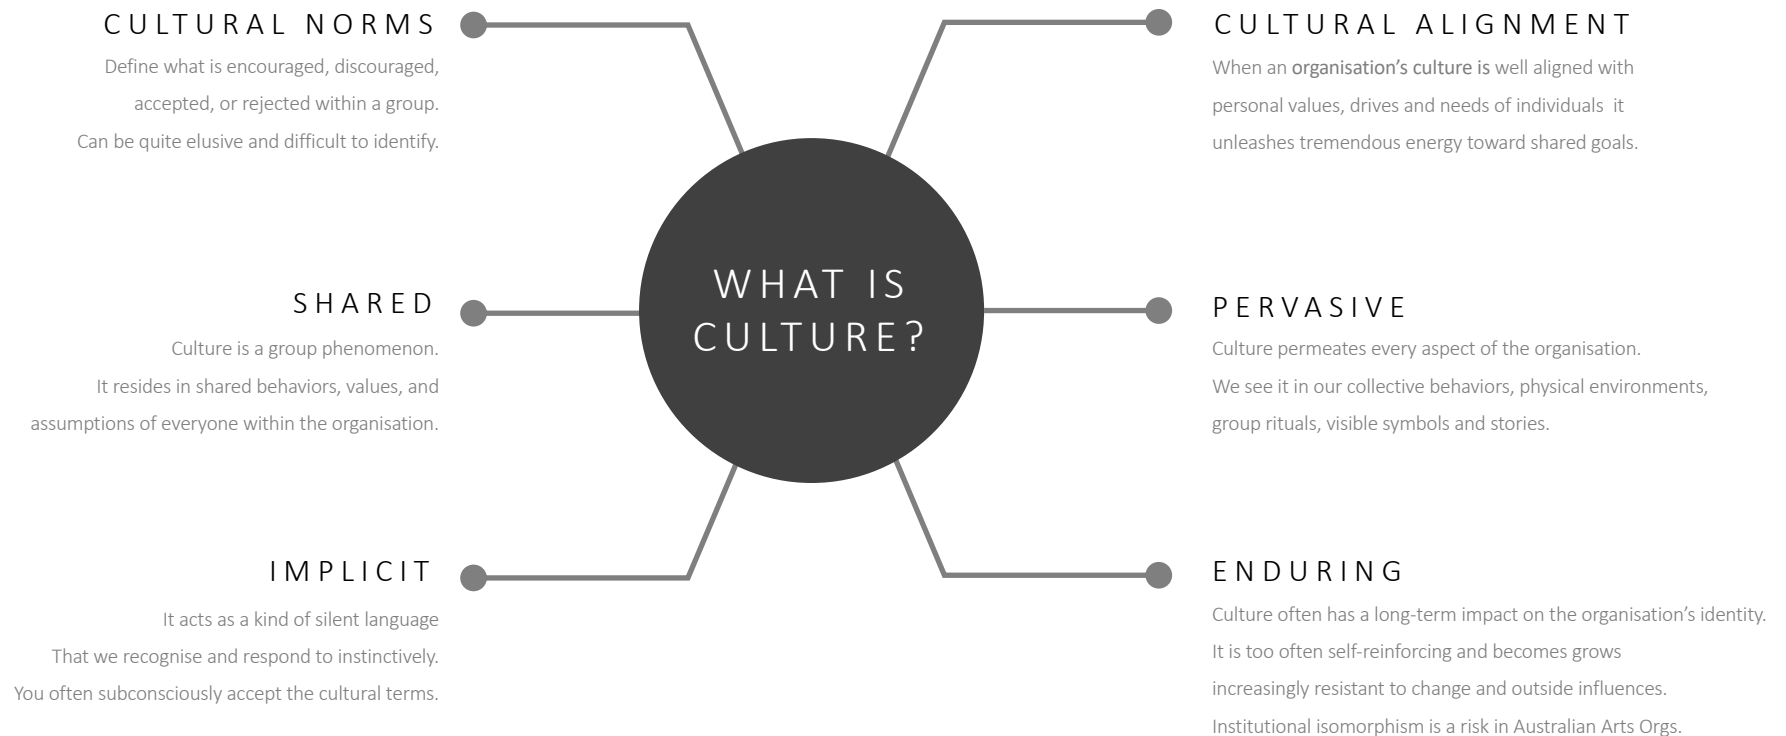 CULTURAL NORMS
Define what is encouraged, discouraged,
accepted, or rejected within a group.
Can be quite elusive and difficult to identify.
SHARED
Culture is a group phenomenon.
It resides in shared behaviors, values, and
assumptions of everyone within the organisation.
IMPLICIT
It acts as a kind of silent language
That we recognise and respond to instinctively.
You often subconsciously accept the cultural terms.
WHAT IS
CULTURE?
CULTURAL ALIGNMENT
When an organisation’s culture is well aligned with
personal values, drives and needs of individuals it
unleashes tremendous energy toward shared goals.
PERVASIVE
Culture permeates every aspect of the organisation.
We see it in our collective behaviors, physical environments,
group rituals, visible symbols and stories.
ENDURING
Culture often has a long-term impact on the organisation’s identity.
It is too often self-reinforcing and becomes grows
increasingly resistant to change and outside influences.
Institutional isomorphism is a risk in Australian Arts Orgs.